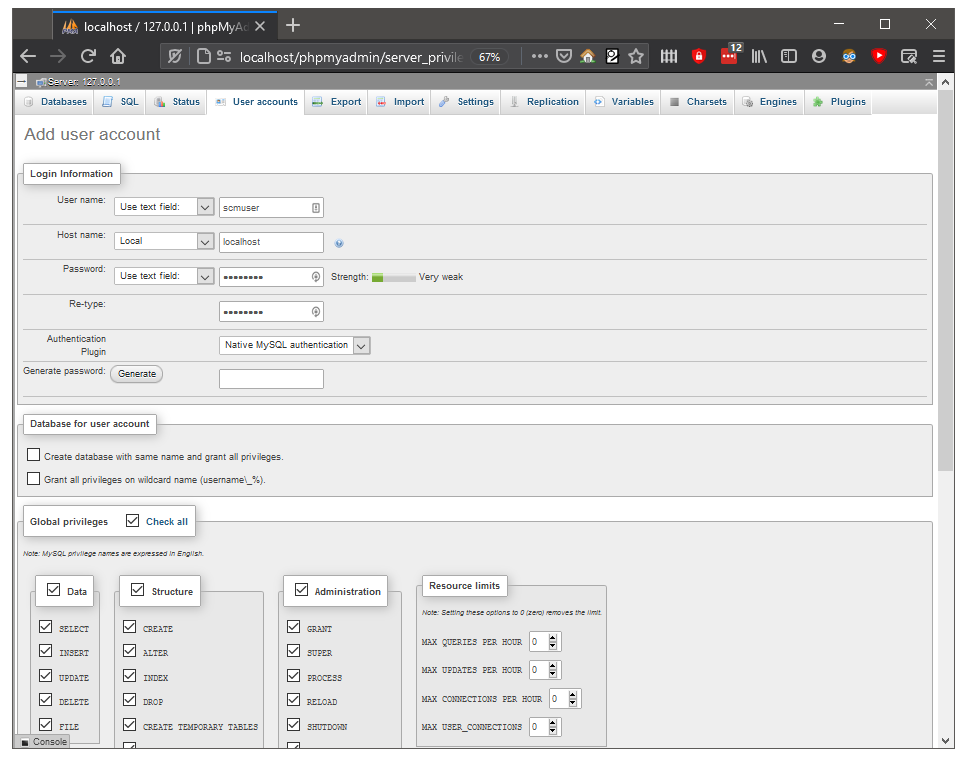 localhost / 127.0.0.1 | phpMyAd
localhost/phpmyadmin/server_privile
67%
12
Server: 127.0.0.1
Databases SQL Status User accounts Export Import Settings Replication Variables Charsets Engines Plugins
Add user account
Login Information
User name: Use text field: scmuser
Host name: Local localhost
Password: Use text field: •••••••• Strength: Very weak
Re-type: ••••••••
Authentication
Plugin
Native MySQL authentication
Generate password: Generate
Database for user account
Create database with same name and grant all privileges.
Grant all privileges on wildcard name (username\_%).
Global privileges Check all
Note: MySQL privilege names are expressed in English.
Data Structure Administration Resource limits
Note: Setting these options to 0 (zero) removes the limit.
SELECT CREATE GRANT MAX QUERIES PER HOUR 0
INSERT ALTER SUPER MAX UPDATES PER HOUR 0
UPDATE INDEX PROCESS MAX CONNECTIONS PER HOUR 0
DELETE DROP RELOAD MAX USER_CONNECTIONS 0
FILE CREATE TEMPORARY TABLES SHUTDOWN
Console